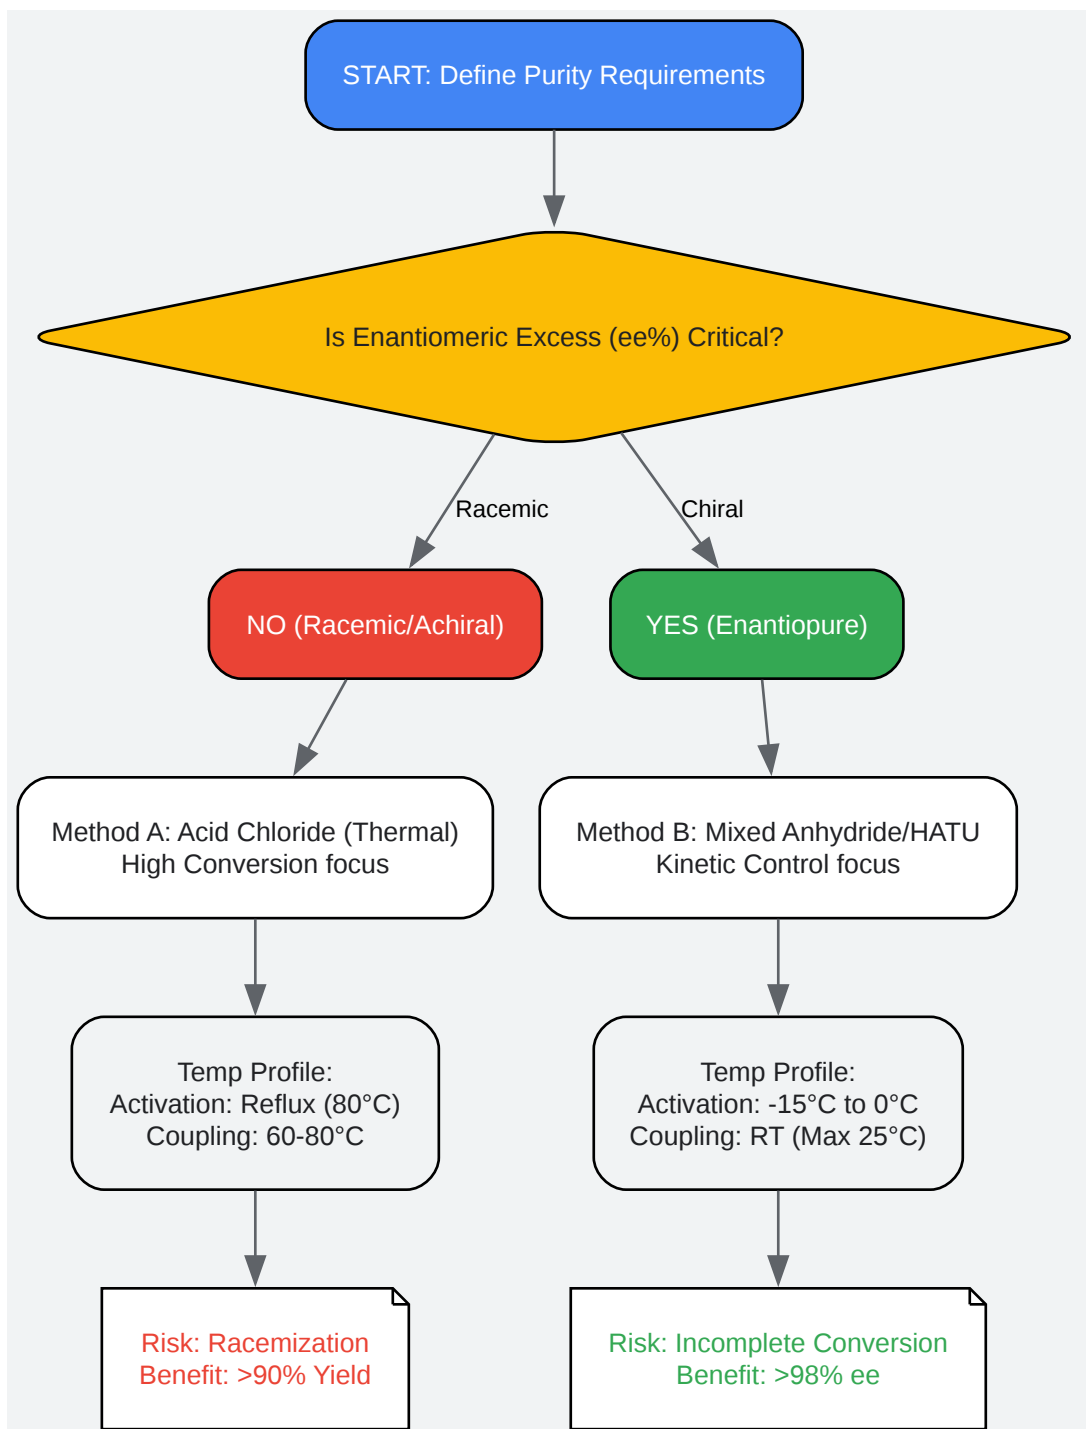 START: Define Purity Requirements
Is Enantiomeric Excess (ee%) Critical?
Racemic
Chiral
NO (Racemic/Achiral)
YES (Enantiopure)
Method A: Acid Chloride (Thermal)
High Conversion focus
Method B: Mixed Anhydride/HATU
Kinetic Control focus
Temp Profile:
Activation: Reflux (80°C)
Coupling: 60-80°C
Temp Profile:
Activation: -15°C to 0°C
Coupling: RT (Max 25°C)
Risk: Racemization
Benefit: >90% Yield
Risk: Incomplete Conversion
Benefit: >98% ee